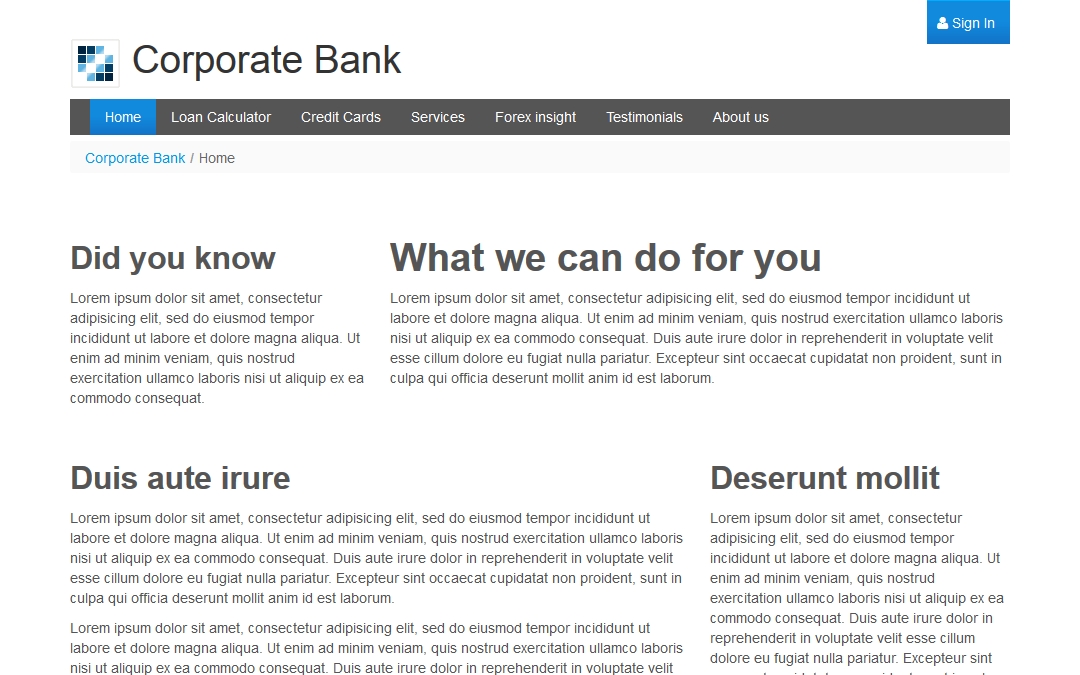 Sign In
Corporate Bank
Home Loan Calculator Credit Cards Services Forex insight Testimonials About us
Corporate Bank / Home
Did you know
Lorem ipsum dolor sit amet, consectetur
adipisicing elit, sed do eiusmod tempor
incididunt ut labore et dolore magna aliqua. Ut
enim ad minim veniam, quis nostrud
exercitation ullamco laboris nisi ut aliquip ex ea
commodo consequat.
What we can do for you
Lorem ipsum dolor sit amet, consectetur adipisicing elit, sed do eiusmod tempor incididunt ut
labore et dolore magna aliqua. Ut enim ad minim veniam, quis nostrud exercitation ullamco laboris
nisi ut aliquip ex ea commodo consequat. Duis aute irure dolor in reprehenderit in voluptate velit
esse cillum dolore eu fugiat nulla pariatur. Excepteur sint occaecat cupidatat non proident, sunt in
culpa qui officia deserunt mollit anim id est laborum.
Duis aute irure
Lorem ipsum dolor sit amet, consectetur adipisicing elit, sed do eiusmod tempor incididunt ut
labore et dolore magna aliqua. Ut enim ad minim veniam, quis nostrud exercitation ullamco laboris
nisi ut aliquip ex ea commodo consequat. Duis aute irure dolor in reprehenderit in voluptate velit
esse cillum dolore eu fugiat nulla pariatur. Excepteur sint occaecat cupidatat non proident, sunt in
culpa qui officia deserunt mollit anim id est laborum.
Lorem ipsum dolor sit amet, consectetur adipisicing elit, sed do eiusmod tempor incididunt ut
labore et dolore magna aliqua. Ut enim ad minim veniam, quis nostrud exercitation ullamco laboris
nisi ut aliquip ex ea commodo consequat. Duis aute irure dolor in reprehenderit in voluptate velit
Deserunt mollit
Lorem ipsum dolor sit amet, consectetur
adipisicing elit, sed do eiusmod tempor
incididunt ut labore et dolore magna aliqua. Ut
enim ad minim veniam, quis nostrud
exercitation ullamco laboris nisi ut aliquip ex ea
commodo consequat. Duis aute irure dolor in
reprehenderit in voluptate velit esse cillum
dolore eu fugiat nulla pariatur. Excepteur sint